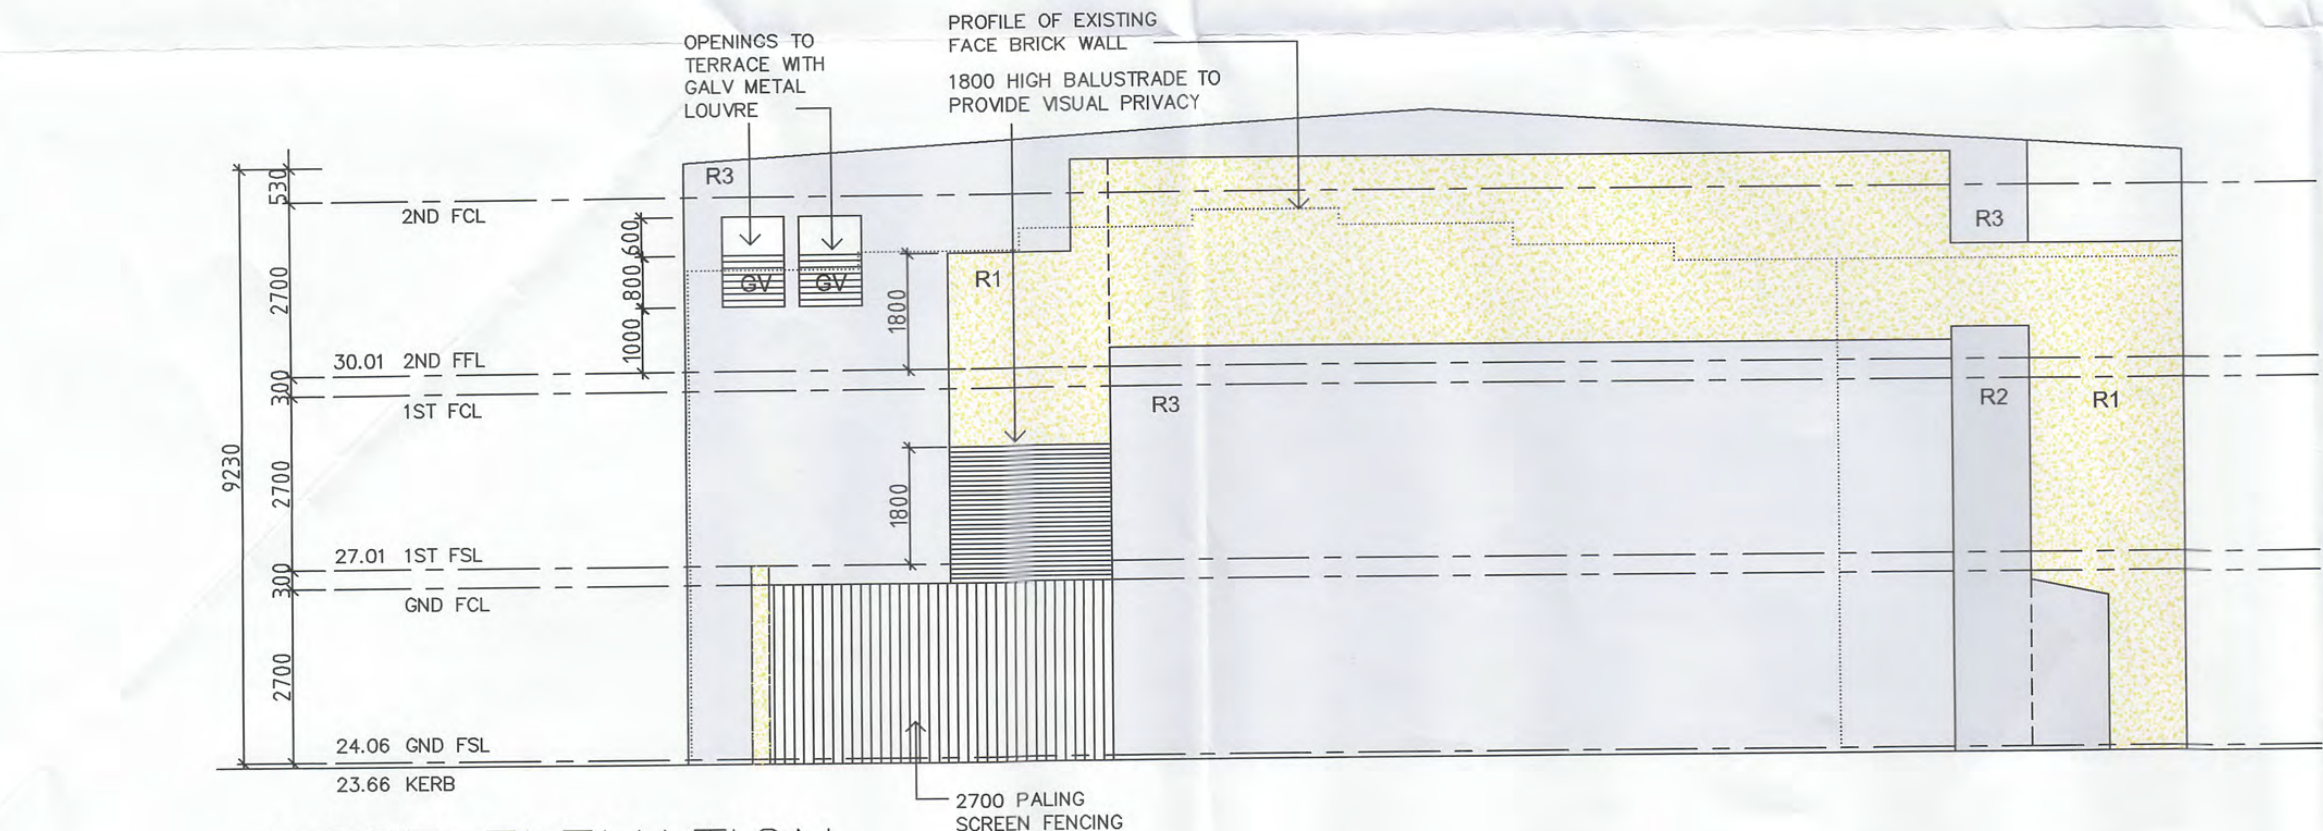 PROFILE OF EXISTING
FACE BRICK WALL
OPENINGS TO
TERRACE WITH
GALV METAL
LOUVRE
1800 HIGH BALUSTRADE TO
PROVIDE VISUAL PRIVACY
R3
530
2ND FCL
R3
600
2700
800
GV
GV
R1
1800
1000
30.01 2ND FFL
300
1ST FCL
R3
R2
R1
9230
2700
1800
27.01 1ST FSL
300
GND FCL
2700
24.06 GND FSL
23.66 KERB
2700 PALING
SCREEN FENCING